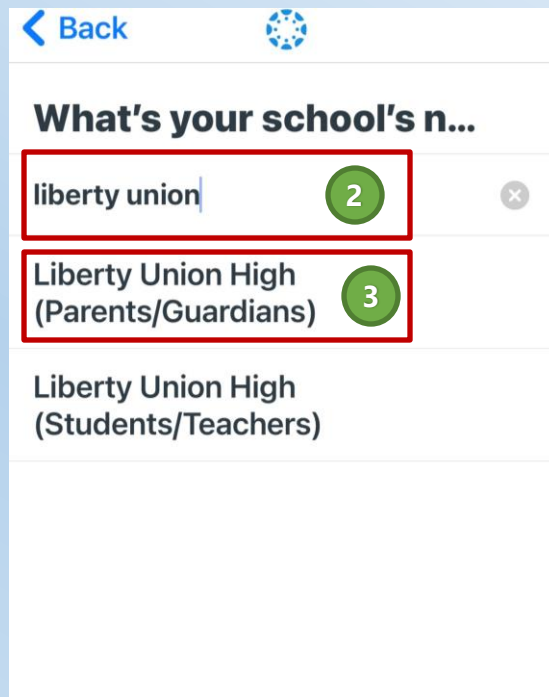 Back
What's your school's n...
liberty union 2
Liberty Union High
(Parents/Guardians) 3
Liberty Union High
(Students/Teachers)